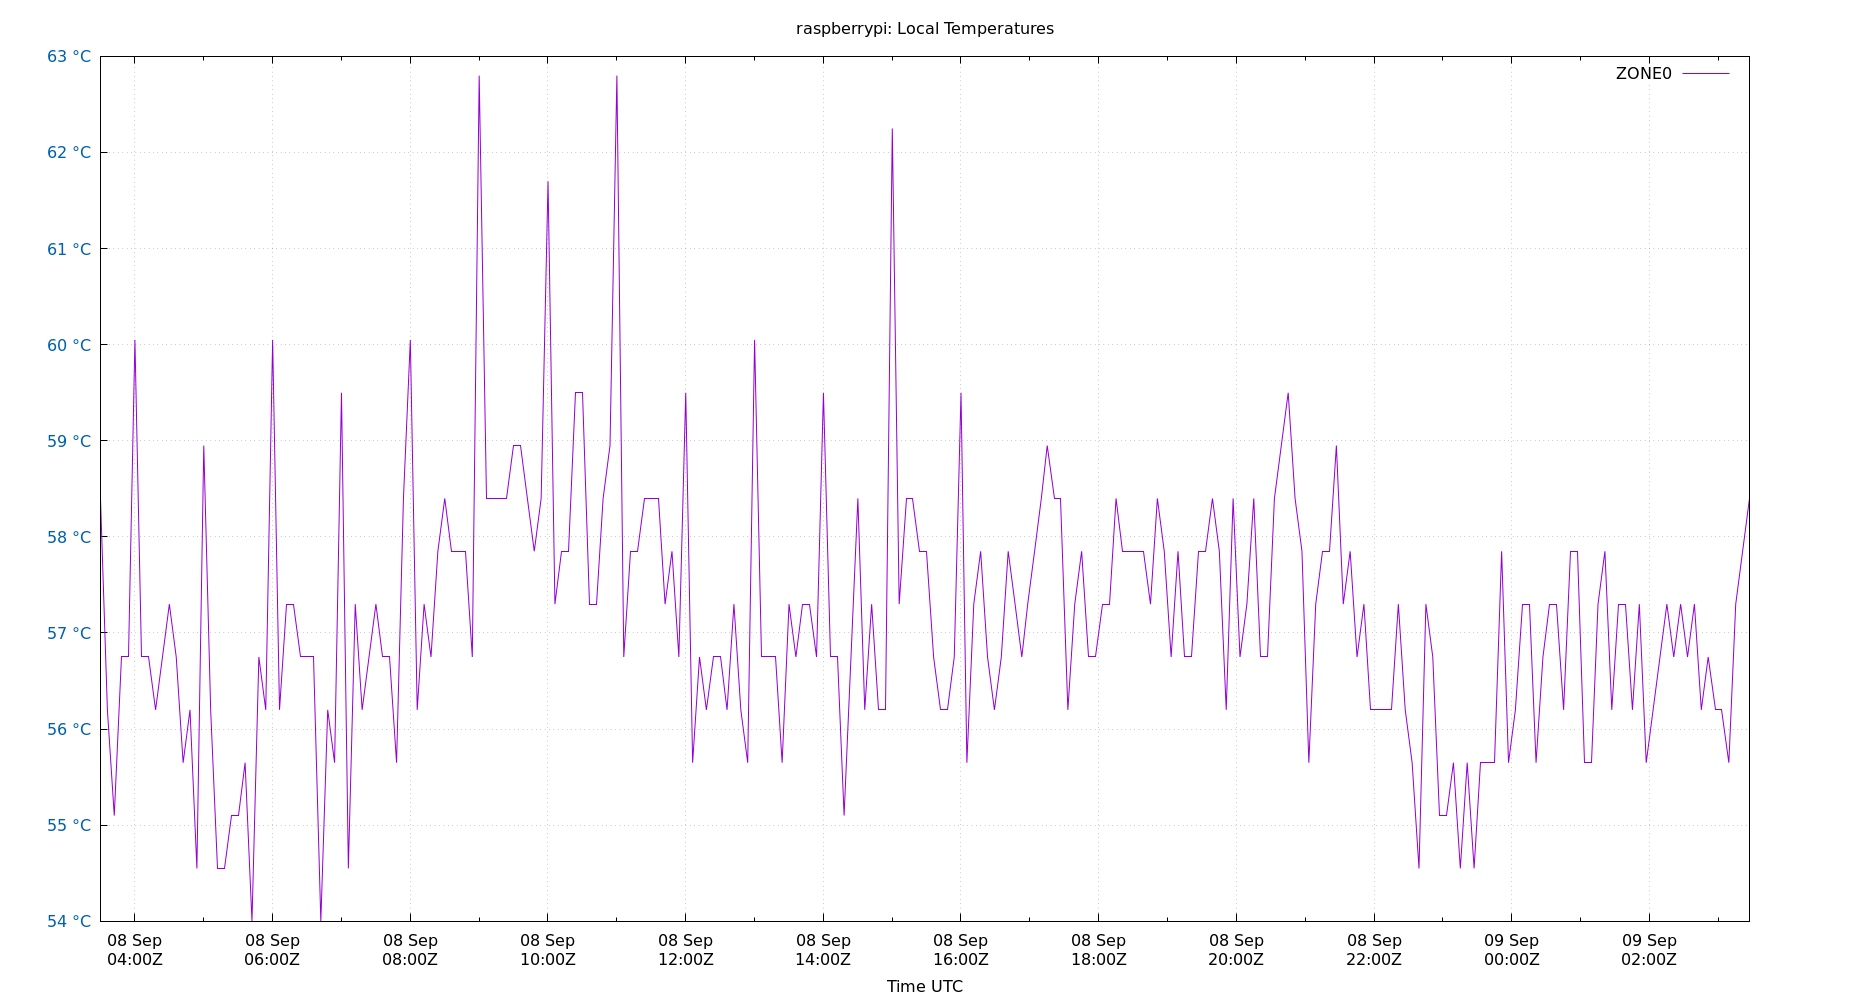 raspberrypi: Local Temperatures
63 °C
ZONE0
62 °C
61 °C
60 °C
59 °C
58 °C
57 °C
56 °C
55 °C
54 °C
08 Sep 08 Sep 08 Sep 08 Sep 08 Sep 08 Sep 08 Sep 08 Sep 08 Sep 08 Sep 09 Sep 09 Sep
04:00Z 06:00Z 08:00Z 10:00Z 12:00Z 14:00Z 16:00Z 18:00Z 20:00Z 22:00Z 00:00Z 02:00Z
Time UTC